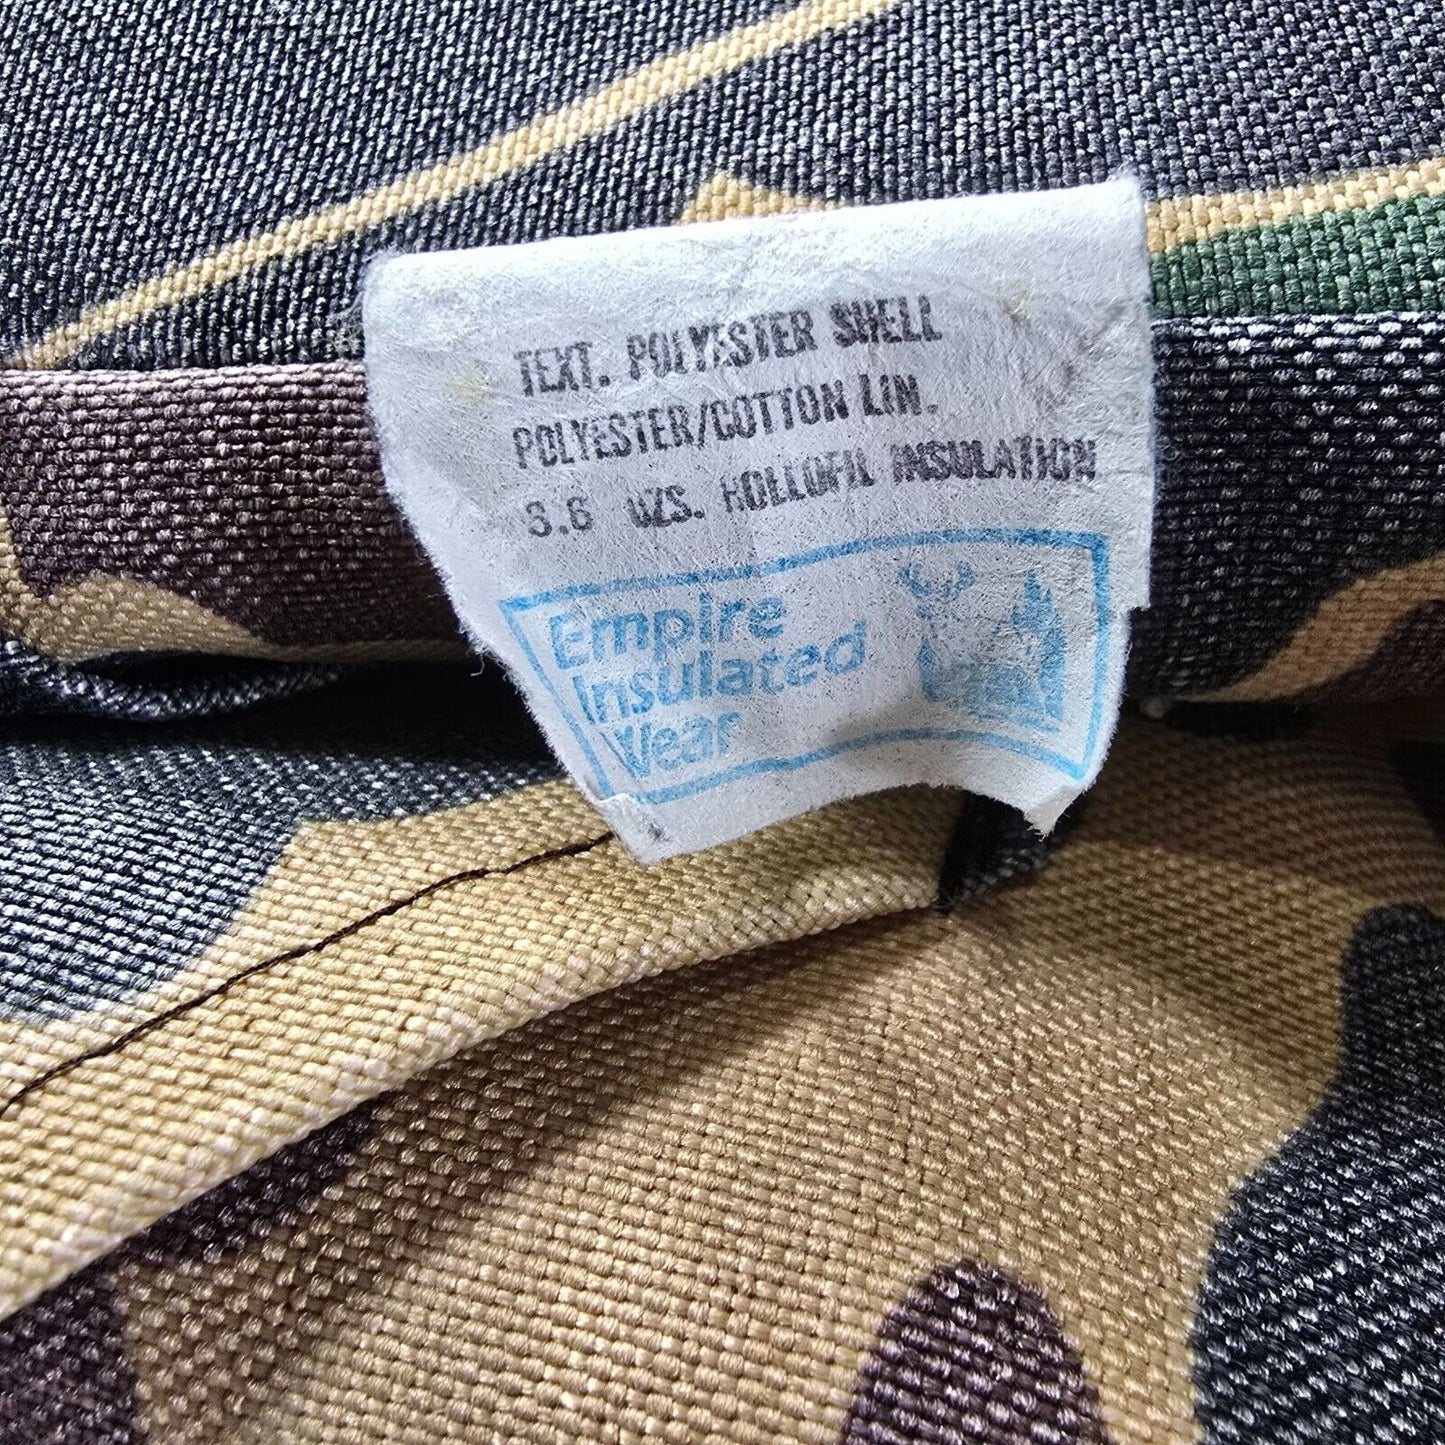 TEXT. POLYESTER SHELL
POLYESTER/COTTON LIN.
3.6 OZS. HOLLOFIL INSULATION
Empire
Insulated
Wear